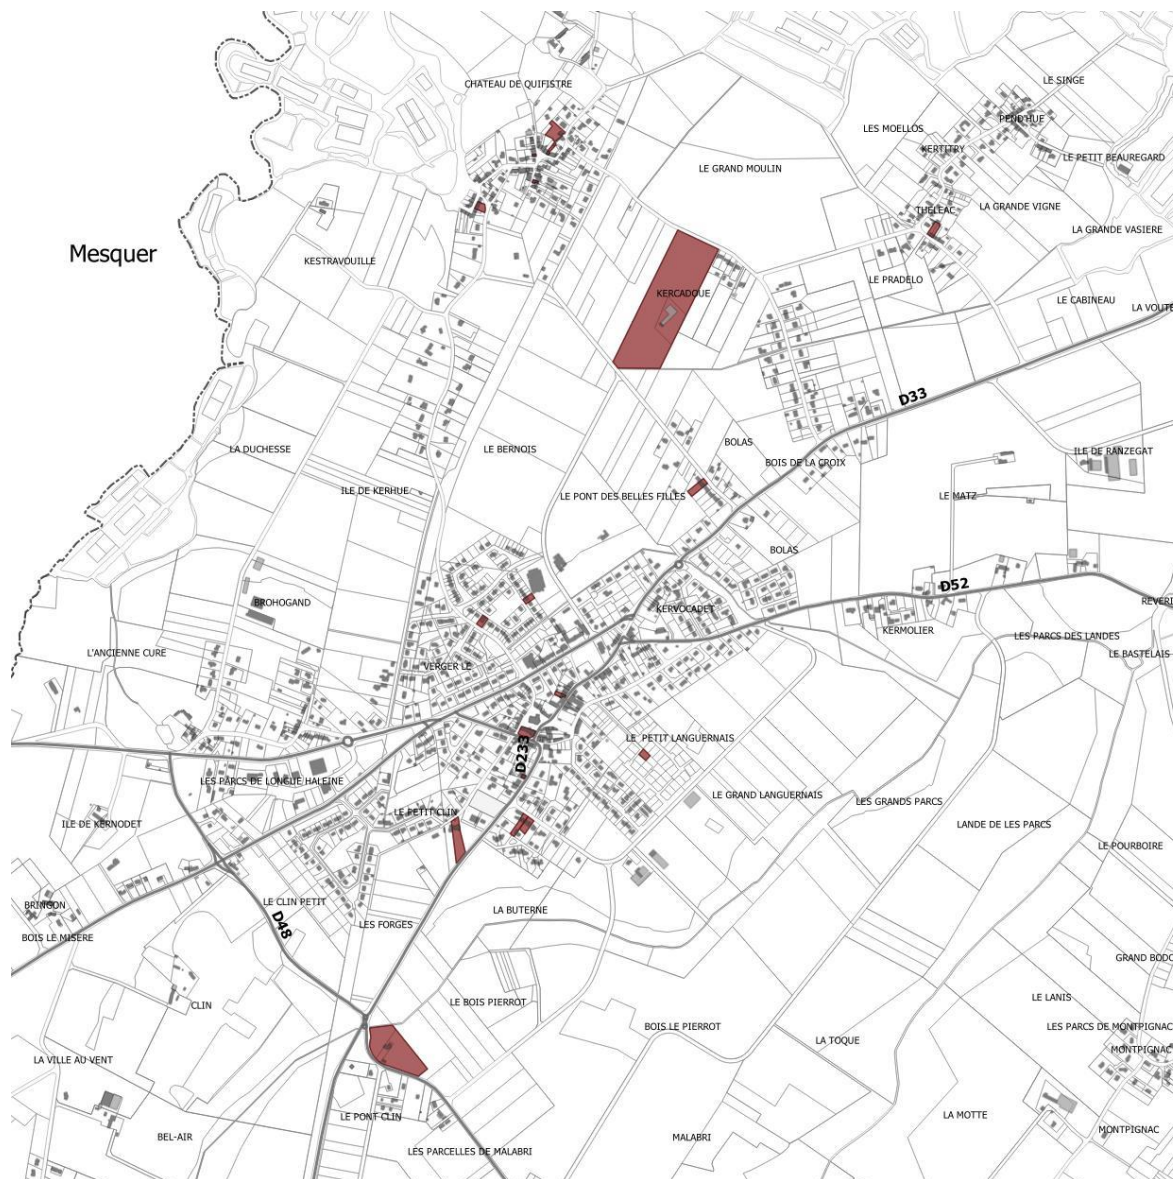 LE SINGE
CHATEAU DE QUIFISTRE
PEND'HUE
LES MOELLOS
KERTITRY
LE PETIT BEAUREGARD
LE GRAND MOULIN
LA GRANDE VIGNE
THELEAC
LA GRANDE VASIERE
Mesquer
KESTRAVOUILLE
LE PRADELO
KERCADOUE
LE CABINEAU
LA VOUTE
D33
BOLAS
LA DUCHESSE
LE BERNOIS
ILE DE RANZEGAT
BOIS DE LA CROIX
ILE DE KERHUE
LE PONT DES BELLES FILLES
LE MATZ
BOLAS
D52
BROHOGAND
REVERI
KERVOCADET
KERMOLIER
LES PARCS DES LANDES
L'ANCIENNE CURE
LE BASTELAIS
VERGER LE
LE PETIT LANGUERNAIS
D233
LES PARCS DE LONGUE HALEINE
LE GRAND LANGUERNAIS
LES GRANDS PARCS
LE PETIT CLIN
ILE DE KERNODET
LANDE DE LES PARCS
LE POURBOIRE
LE CLIN PETIT
BRINGON
LA BUTERNE
LES FORGES
D48
BOIS LE MISERE
GRAND BODC
LE LANIS
LE BOIS PIERROT
CLIN
BOIS LE PIERROT
LES PARCS DE MONTPIGNAC
LA TOQUE
MONTPIGNAC
LA VILLE AU VENT
LE PONT CLIN
LA MOTTE
MONTPIGNAC
BEL-AIR
MALABRI
LES PARCELLES DE MALABRI